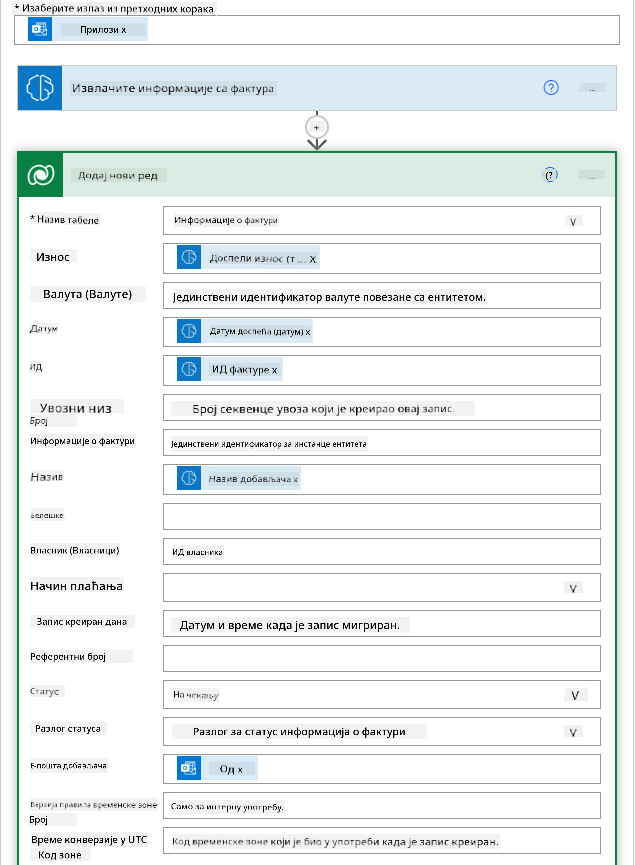 * Изаберите излаз из претходних корака
Прилози x
Извлачите информације са фактура
?
...
+
Додај нови ред
(?
...
* Назив табеле
Информације о фактури
Износ
Доспели износ (т ... X
Валута (Валуте)
Јединствени идентификатор валуте повезане са ентитетом.
Датум
Датум доспећа (датум) x
ИД
ИД фактуре x
Увозни низ
Број
Број секвенце увоза који је креирао овај запис.
Информације о фактури
Јединствени идентификатор за инстанце ентитета
Назив
Назив добављача x
Белешке
Власник (Власници)
ИД власника
Начин плаћања
Запис креиран дана
Датум и време када је запис мигриран.
Референтни број
Статус
На чекању
Разлог статуса
Разлог за статус информација о фактури
Е-пошта добављача
Од x
Верзија правила временске зоне
Број
Само за интерну употребу.
Време конверзије у UTC
Код зоне
Код временске зоне који је био у употреби када је запис креиран.